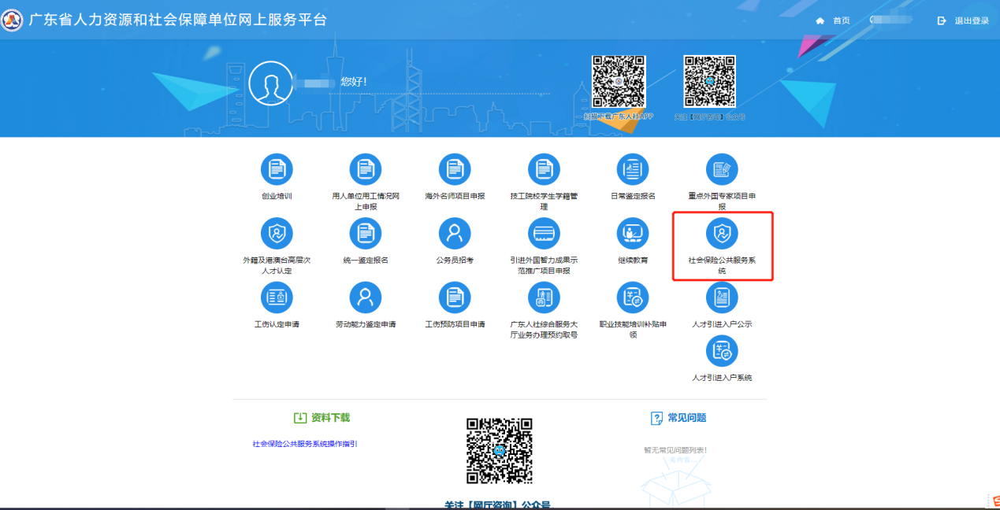 广东省人力资源和社会保障单位网上服务平台
首页
退出登录
您好！
扫描下载广东人社APP
关注【网厅咨询】公众号
创业培训
用人单位用工情况网
上申报
海外名师项目申报
技工院校学生学籍管
理
日常鉴定报名
重点外国专家项目申
报
外籍及港澳台高层次
人才认定
统一鉴定报名
公务员招考
引进外国智力成果示
范推广项目申报
继续教育
社会保险公共服务系
统
工伤认定申请
劳动能力鉴定申请
工伤预防项目申请
广东人社综合服务大
厅业务办理预约取号
职业技能培训补贴申
领
人才引进入户公示
人才引进入户系统
资料下载
社会保险公共服务系统操作指引
关注【网厅咨询】公众号
常见问题
暂无常见问题列表！